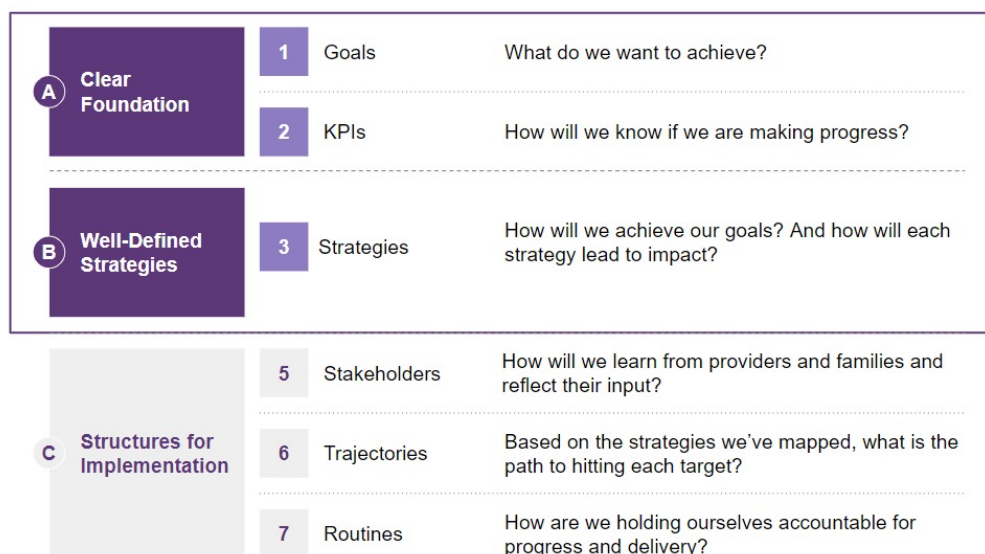 A
Clear
Foundation
1
Goals
What do we want to achieve?
2
KPIs
How will we know if we are making progress?
B
Well-Defined
Strategies
3
Strategies
How will we achieve our goals? And how will each
strategy lead to impact?
C
Structures for
Implementation
5
Stakeholders
How will we learn from providers and families and
reflect their input?
6
Trajectories
Based on the strategies we’ve mapped, what is the
path to hitting each target?
7
Routines
How are we holding ourselves accountable for
progress and delivery?